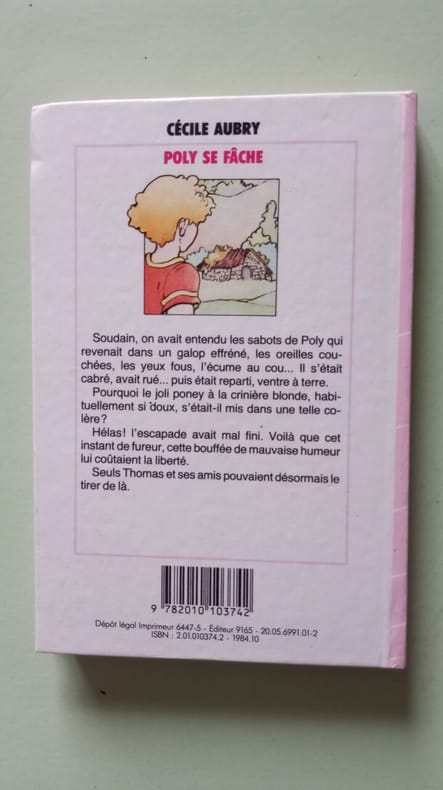 CÉCILE AUBRY
POLY SE FÂCHE
Soudain, on avait entendu les sabots de Poly qui
revenait dans un galop effréné, les oreilles cou-
chées, les yeux fous, l'écume au cou... Il s'était
cabré, avait rué... puis était reparti, ventre à terre.
Pourquoi le joli poney à la crinière blonde, habi-
tuellement si doux, s'était-il mis dans une telle co-
lère?
Hélas! l'escapade avait mal fini. Voilà que cet
instant de fureur, cette bouffée de mauvaise humeur
lui coûtaient la liberté.
Seuls Thomas et ses amis pouvaient désormais le
tirer de là.
9 782010 103742
Dépôt légal Imprimeur 6447-5 - Éditeur 9165 - 20.05.6991.01-2
ISBN : 2.01.010374.2 - 1984.10